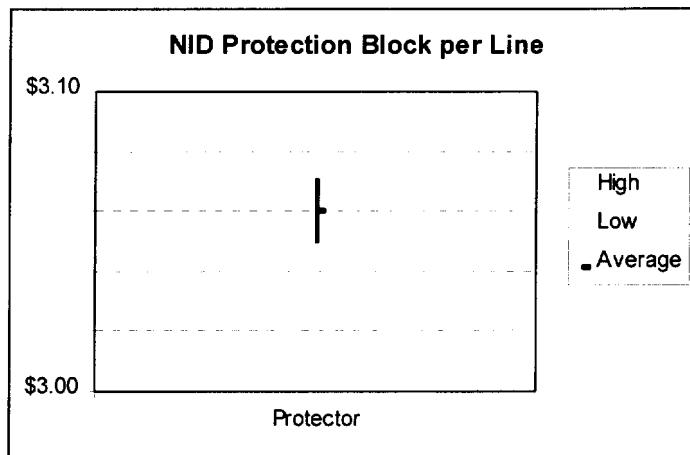 NID Protection Block per Line
$3.10
High
Low
Average
$3.00
Protector